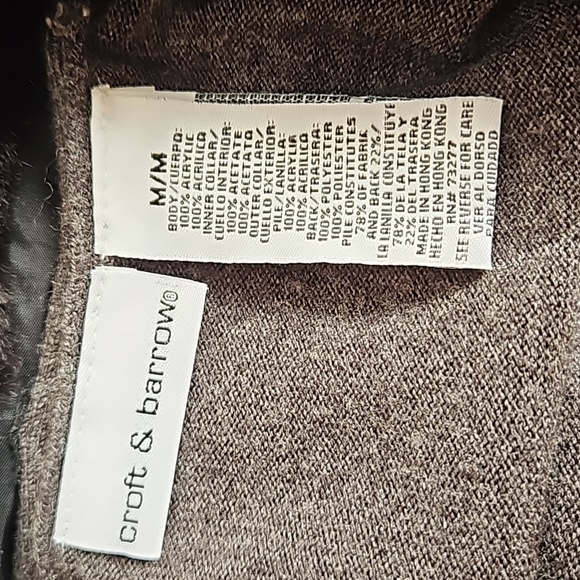 M/M
BODY/CUERPO:
100% ACRYLIC
100% ACRILICO
INNER COLLAR/
CUELLO INTERIOR:
100% ACETATE
100% ACETATO
OUTER COLLAR/
CUELLO EXTERIOR:
PILE/LANILLA:
100% ACRYLIC
100% ACRILICO
BACK/TRASERA:
100% POLYESTER
100% POLIESTER
PILE CONSTITUTES
78% OF FABRIC
AND BACK 22%/
LA LANILLA CONSTITUYE
78% DE LA TELA Y
22% DEL TRASERA
MADE IN HONG KONG
HECHO EN HONG KONG
RN# 73277
SEE REVERSE FOR CARE
VER AL DORSO
PARA CUIDADO
croft & barrow®